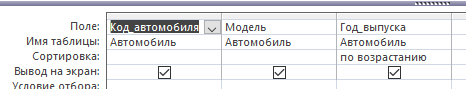 Поле: Код_автомобиля Модель Год_выпуска
Имя таблицы: Автомобиль Автомобиль Автомобиль
Сортировка: по возрастанию
Вывод на экран:
Условие отбора: